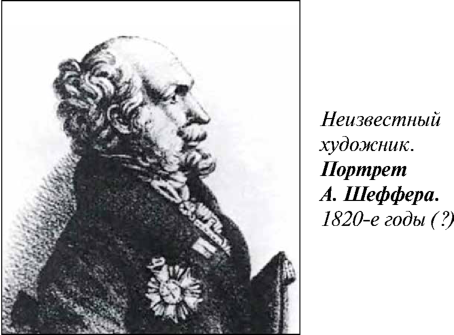 Неизвестный
художник.
Портрет
А. Шеффера.
1820-е годы (?)